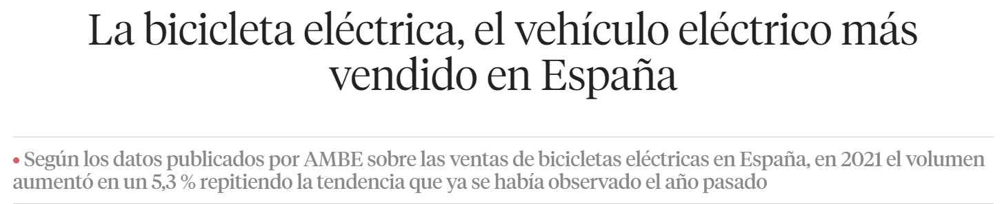 La bicicleta eléctrica, el vehículo eléctrico más
vendido en España
• Según los datos publicados por AMBE sobre las ventas de bicicletas eléctricas en España, en 2021 el volumen
aumentó en un 5,3 % repitiendo la tendencia que ya se había observado el año pasado